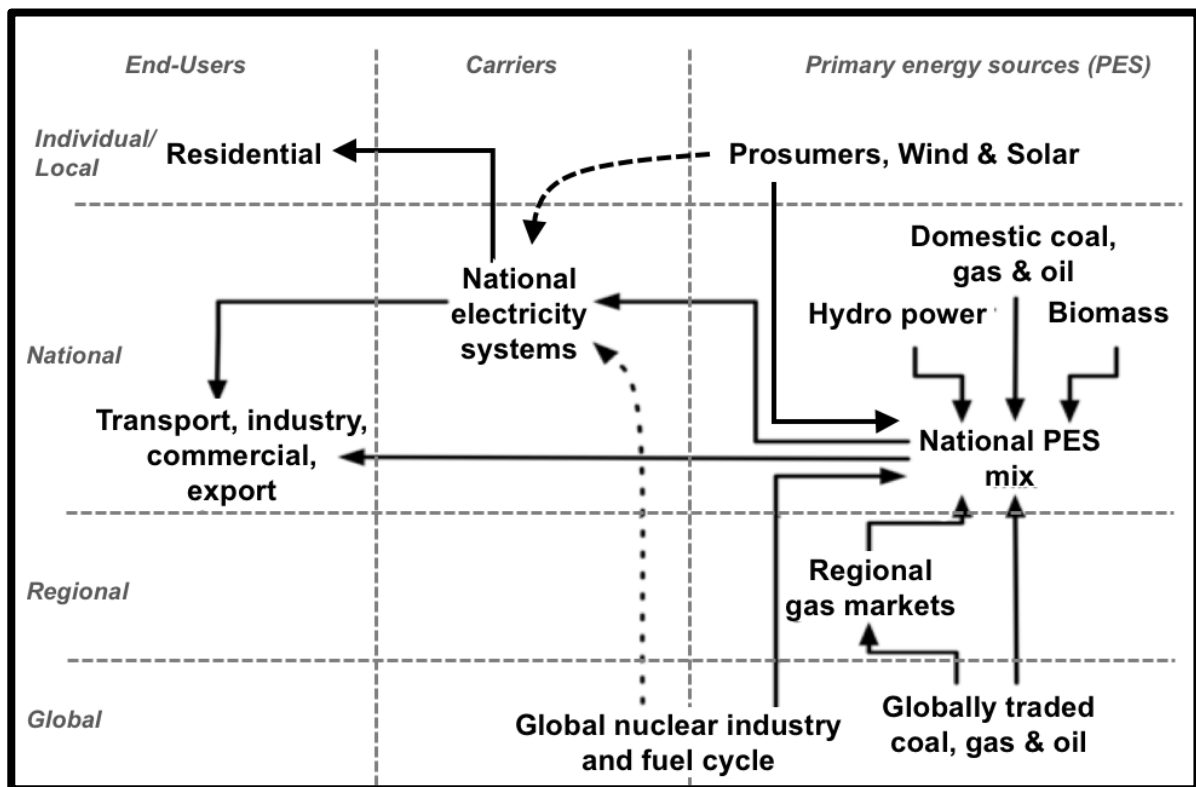 End-Users
Carriers
Primary energy sources (PES)
Individual/
Local
Residential
Prosumers, Wind & Solar
National
National
electricity
systems
Domestic coal,
gas & oil
Hydro power
Biomass
Transport, industry,
commercial,
export
National PES
mix
Regional
Regional
gas markets
Global
Global nuclear industry
and fuel cycle
Globally traded
coal, gas & oil